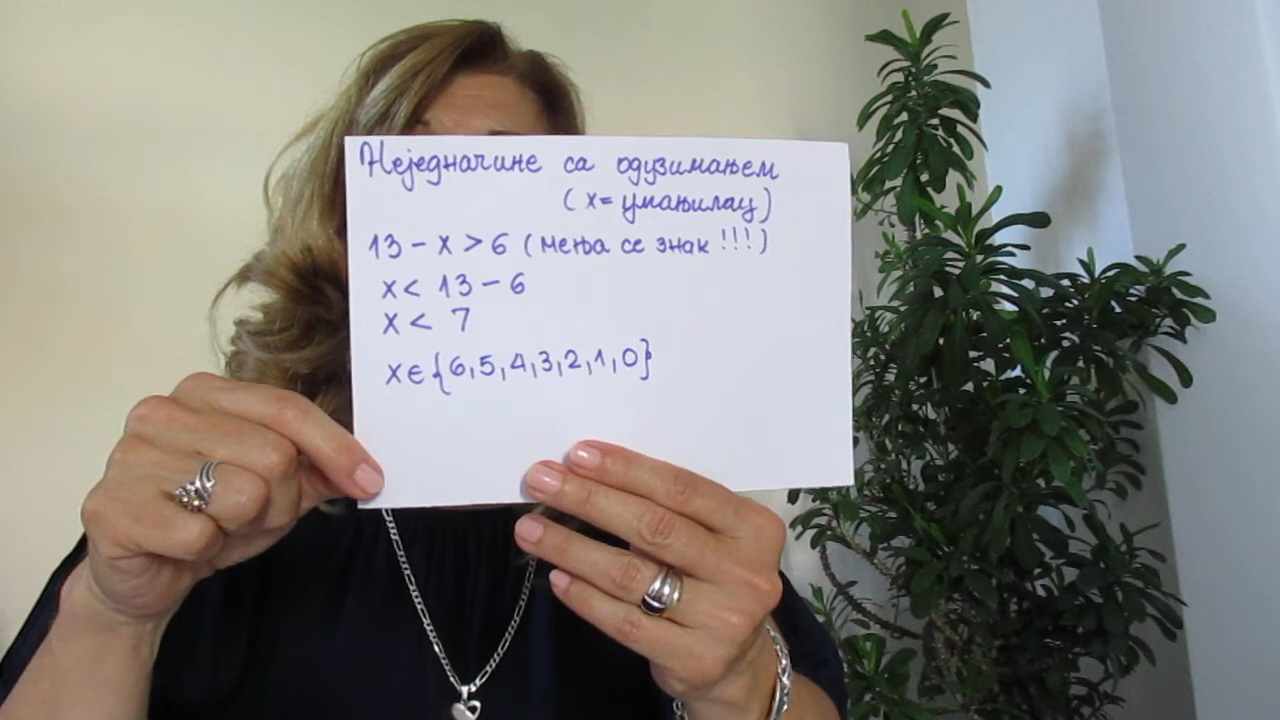 Неједначине са одузимањем
(x= умањилац)
13 - x > 6 (мења се знак !!!)
x < 13 - 6
x < 7
x ∈ {6,5,4,3,2,1,0}